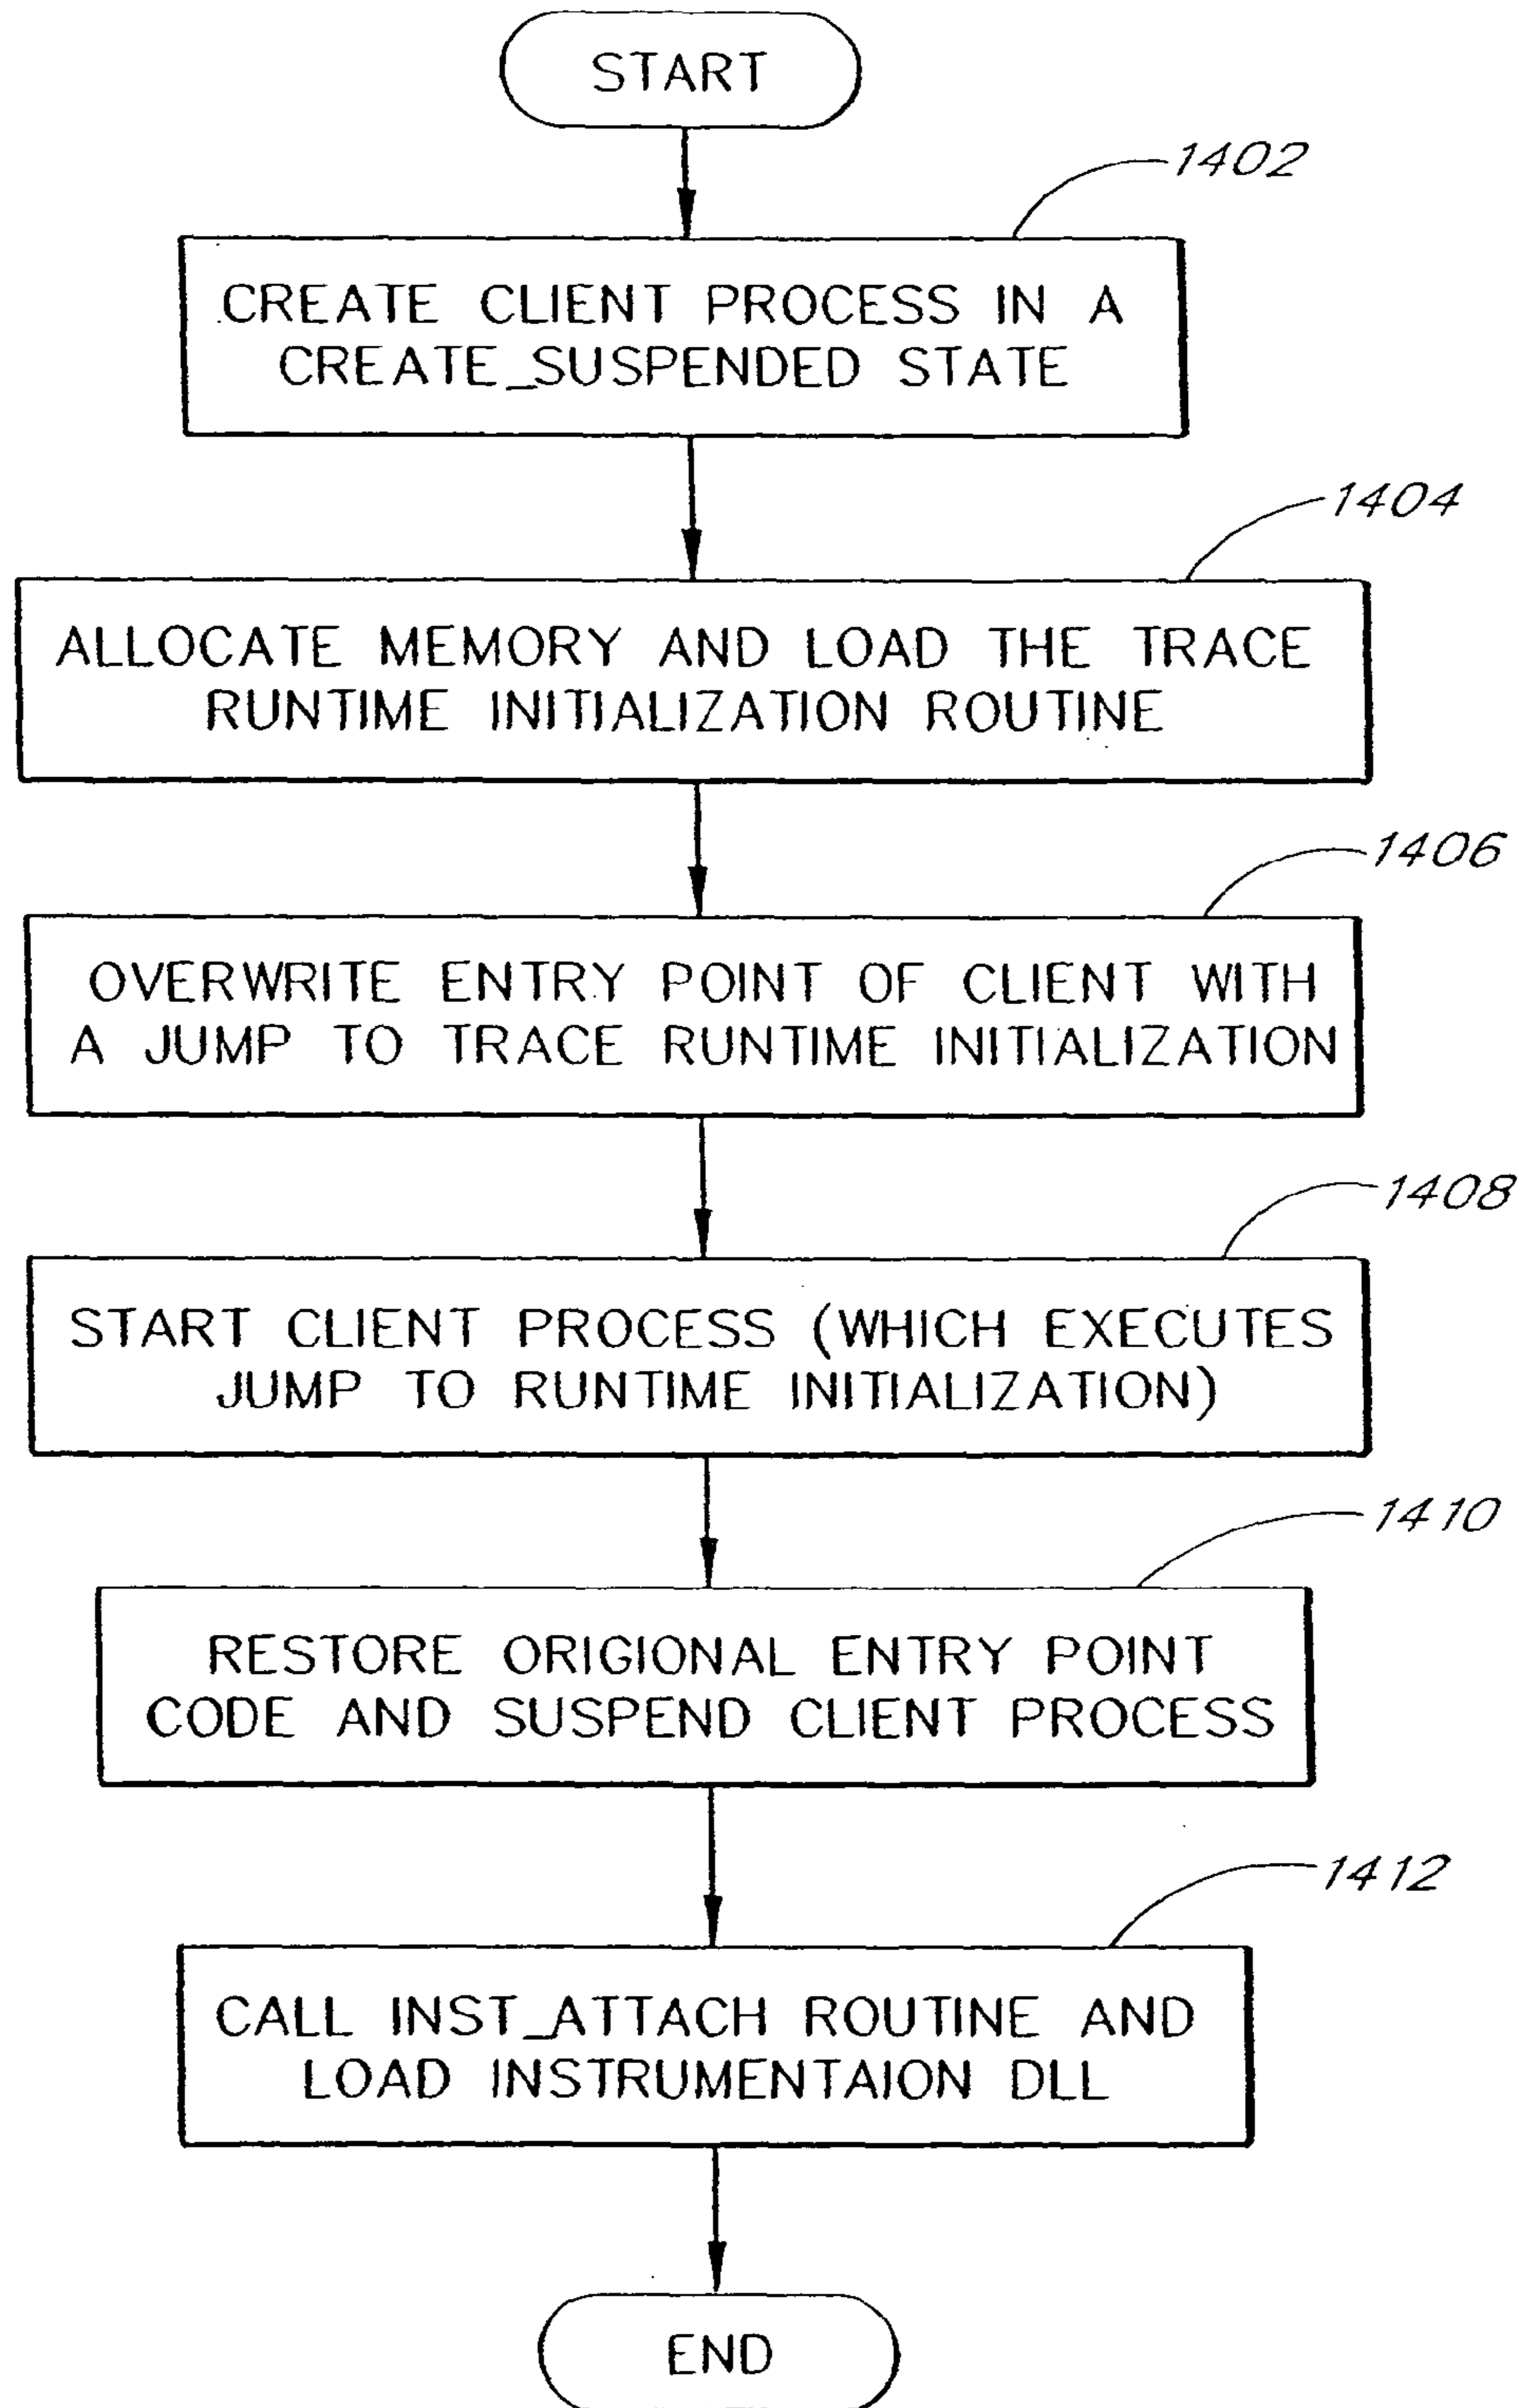 START
1402
CREATE CLIENT PROCESS IN A
CREATE_SUSPENDED STATE
1404
ALLOCATE MEMORY AND LOAD THE TRACE
RUNTIME INITIALIZATION ROUTINE
1406
OVERWRITE ENTRY POINT OF CLIENT WITH
A JUMP TO TRACE RUNTIME INITIALIZATION
1408
START CLIENT PROCESS (WHICH EXECUTES
JUMP TO RUNTIME INITIALIZATION)
1410
RESTORE ORIGIONAL ENTRY POINT
CODE AND SUSPEND CLIENT PROCESS
1412
CALL INST_ATTACH ROUTINE AND
LOAD INSTRUMENTAION DLL
END